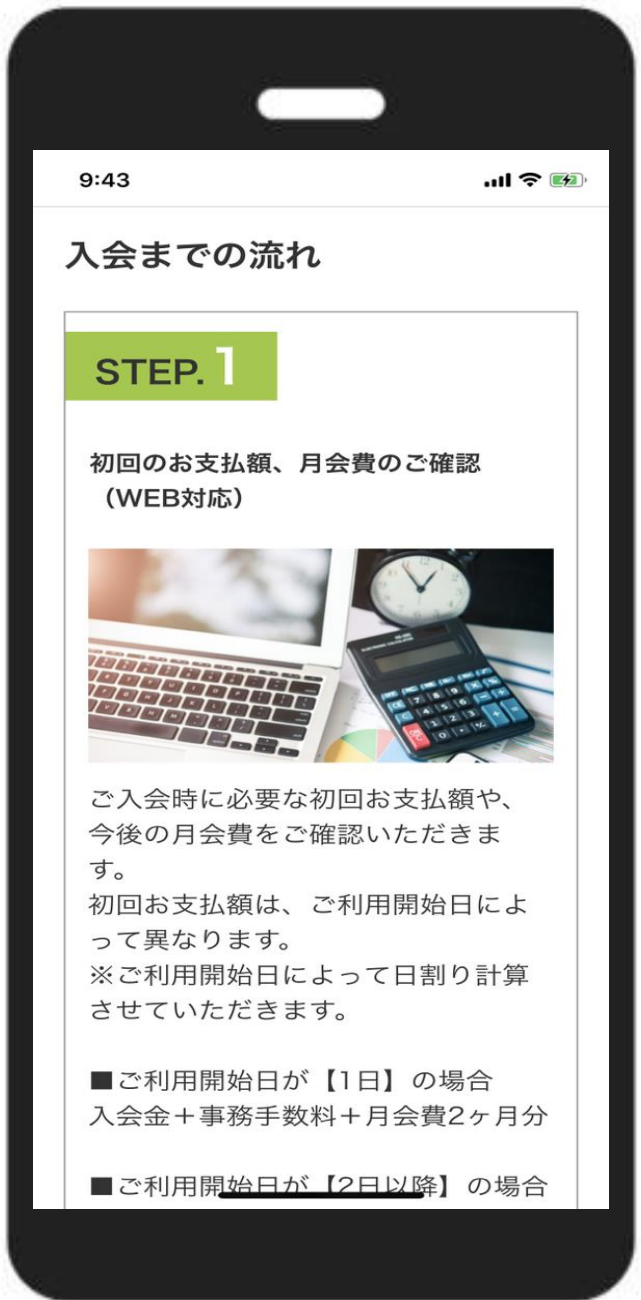 9:43
入会までの流れ
STEP. 1
初回のお支払額、月会費のご確認
（WEB対応）
ご入会時に必要な初回お支払額や、
今後の月会費をご確認いただきま
す。
初回お支払額は、ご利用開始日によ
って異なります。
※ご利用開始日によって日割り計算
させていただきます。
■ご利用開始日が【1日】の場合
入会金＋事務手数料＋月会費2ヶ月分
■ご利用開始日が【2日以降】の場合